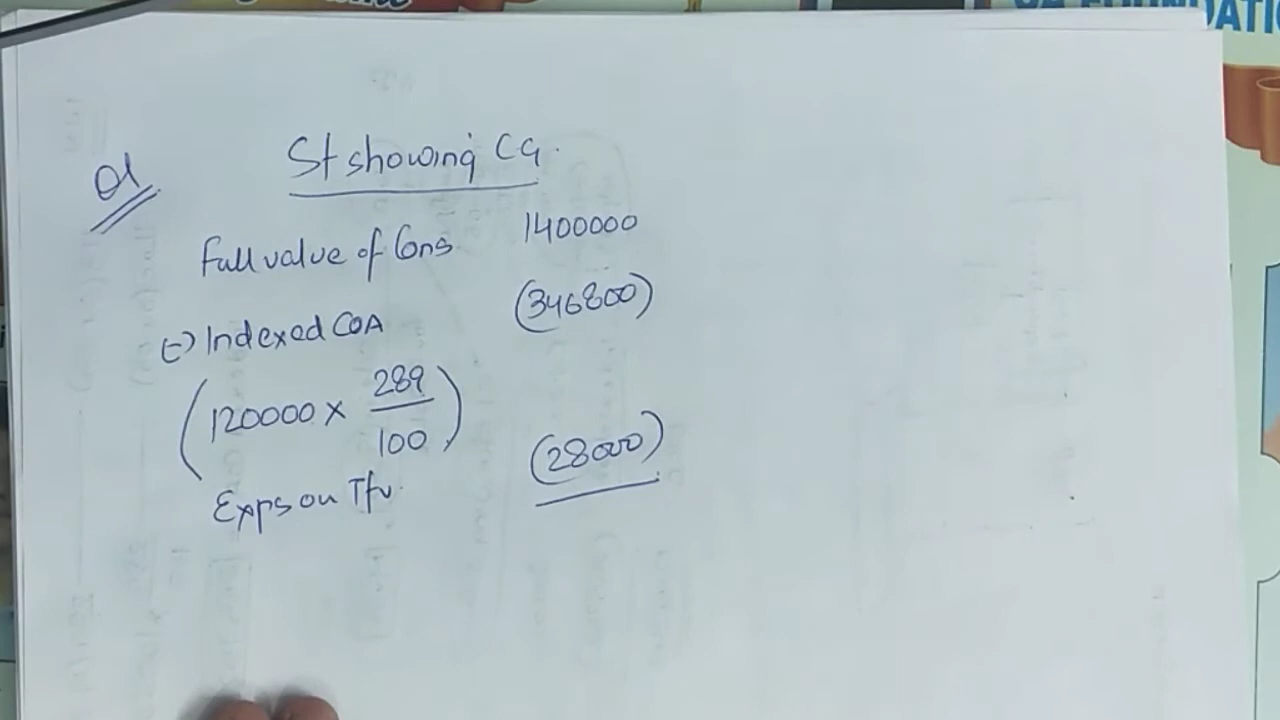 Q1
St showing CG.
Full value of Cons 1400000
(-) Indexed COA (346800)
(120000 x 289/100)
Exps on Tfr. (28000)